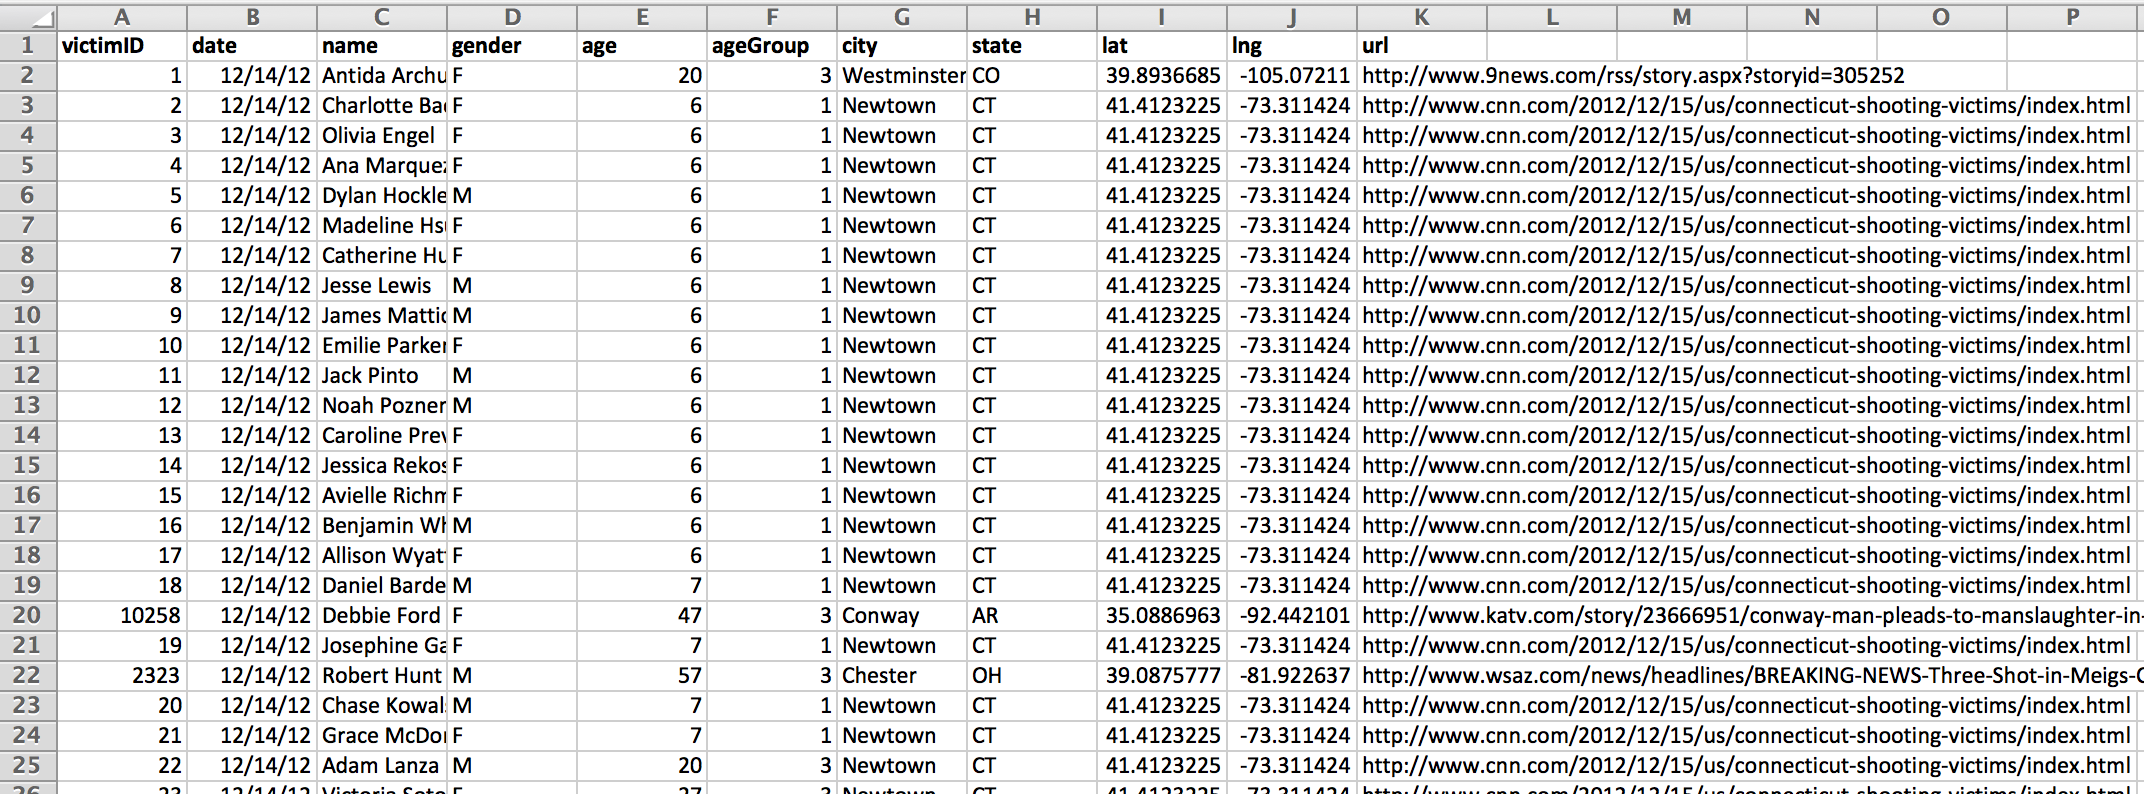 A B C D E F G H I J K L M N O P
1 victimID date name gender age ageGroup city state lat lng url
2 1 12/14/12 Antida Archu F 20 3 Westminster CO 39.8936685 -105.07211 http://www.9news.com/rss/story.aspx?storyid=305252
3 2 12/14/12 Charlotte Ba F 6 1 Newtown CT 41.4123225 -73.311424 http://www.cnn.com/2012/12/15/us/connecticut-shooting-victims/index.html
4 3 12/14/12 Olivia Engel F 6 1 Newtown CT 41.4123225 -73.311424 http://www.cnn.com/2012/12/15/us/connecticut-shooting-victims/index.html
5 4 12/14/12 Ana Marque F 6 1 Newtown CT 41.4123225 -73.311424 http://www.cnn.com/2012/12/15/us/connecticut-shooting-victims/index.html
6 5 12/14/12 Dylan Hockle M 6 1 Newtown CT 41.4123225 -73.311424 http://www.cnn.com/2012/12/15/us/connecticut-shooting-victims/index.html
7 6 12/14/12 Madeline Hs F 6 1 Newtown CT 41.4123225 -73.311424 http://www.cnn.com/2012/12/15/us/connecticut-shooting-victims/index.html
8 7 12/14/12 Catherine Hu F 6 1 Newtown CT 41.4123225 -73.311424 http://www.cnn.com/2012/12/15/us/connecticut-shooting-victims/index.html
9 8 12/14/12 Jesse Lewis M 6 1 Newtown CT 41.4123225 -73.311424 http://www.cnn.com/2012/12/15/us/connecticut-shooting-victims/index.html
10 9 12/14/12 James Mattic M 6 1 Newtown CT 41.4123225 -73.311424 http://www.cnn.com/2012/12/15/us/connecticut-shooting-victims/index.html
11 10 12/14/12 Emilie Parker F 6 1 Newtown CT 41.4123225 -73.311424 http://www.cnn.com/2012/12/15/us/connecticut-shooting-victims/index.html
12 11 12/14/12 Jack Pinto M 6 1 Newtown CT 41.4123225 -73.311424 http://www.cnn.com/2012/12/15/us/connecticut-shooting-victims/index.html
13 12 12/14/12 Noah Pozner M 6 1 Newtown CT 41.4123225 -73.311424 http://www.cnn.com/2012/12/15/us/connecticut-shooting-victims/index.html
14 13 12/14/12 Caroline Prev F 6 1 Newtown CT 41.4123225 -73.311424 http://www.cnn.com/2012/12/15/us/connecticut-shooting-victims/index.html
15 14 12/14/12 Jessica Rekos F 6 1 Newtown CT 41.4123225 -73.311424 http://www.cnn.com/2012/12/15/us/connecticut-shooting-victims/index.html
16 15 12/14/12 Avielle Richm F 6 1 Newtown CT 41.4123225 -73.311424 http://www.cnn.com/2012/12/15/us/connecticut-shooting-victims/index.html
17 16 12/14/12 Benjamin Wh M 6 1 Newtown CT 41.4123225 -73.311424 http://www.cnn.com/2012/12/15/us/connecticut-shooting-victims/index.html
18 17 12/14/12 Allison Wyat F 6 1 Newtown CT 41.4123225 -73.311424 http://www.cnn.com/2012/12/15/us/connecticut-shooting-victims/index.html
19 18 12/14/12 Daniel Barde M 7 1 Newtown CT 41.4123225 -73.311424 http://www.cnn.com/2012/12/15/us/connecticut-shooting-victims/index.html
20 10258 12/14/12 Debbie Ford F 47 3 Conway AR 35.0886963 -92.442101 http://www.katv.com/story/23666951/conway-man-pleads-to-manslaughter-in-
21 19 12/14/12 Josephine Ga F 7 1 Newtown CT 41.4123225 -73.311424 http://www.cnn.com/2012/12/15/us/connecticut-shooting-victims/index.html
22 2323 12/14/12 Robert Hunt M 57 3 Chester OH 39.0875777 -81.922637 http://www.wsaz.com/news/headlines/BREAKING-NEWS-Three-Shot-in-Meigs-C
23 20 12/14/12 Chase Kowal M 7 1 Newtown CT 41.4123225 -73.311424 http://www.cnn.com/2012/12/15/us/connecticut-shooting-victims/index.html
24 21 12/14/12 Grace McDo F 7 1 Newtown CT 41.4123225 -73.311424 http://www.cnn.com/2012/12/15/us/connecticut-shooting-victims/index.html
25 22 12/14/12 Adam Lanza M 20 3 Newtown CT 41.4123225 -73.311424 http://www.cnn.com/2012/12/15/us/connecticut-shooting-victims/index.html